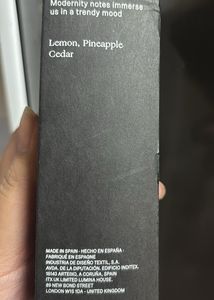 Modernity notes immerse
us in a trendy mood
Lemon, Pineapple
Cedar
MADE IN SPAIN - HECHO EN ESPAÑA -
FABRIQUÉ EN ESPAGNE
INDUSTRIA DE DISEÑO TEXTIL, S.A.
AVDA. DE LA DIPUTACIÓN, EDIFICIO INDITEX,
15143 ARTEIXO, A CORUÑA, SPAIN
ITX UK LIMITED LUMINA HOUSE,
89 NEW BOND STREET
LONDON W1S 1DA - UNITED KINGDOM